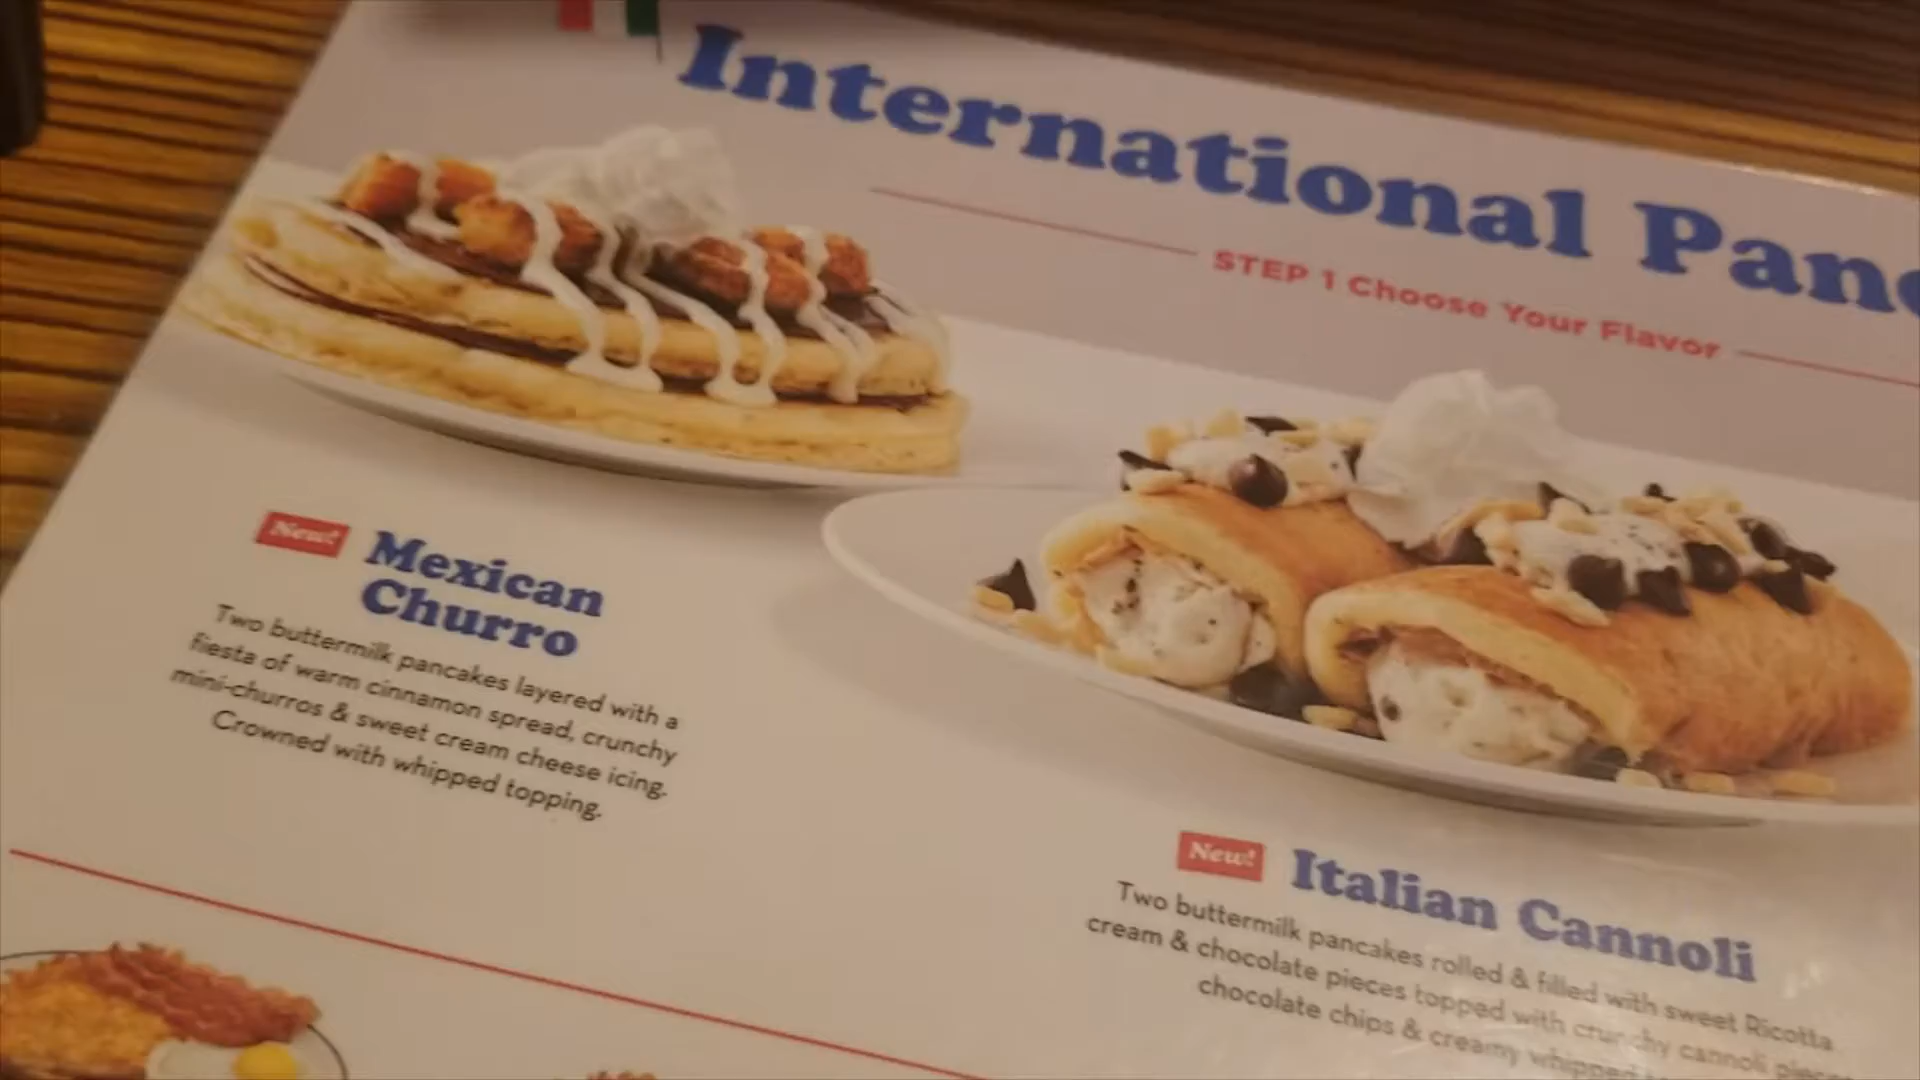 International Panc
STEP 1 Choose Your Flavor
New! Mexican
Churro
Two buttermilk pancakes layered with a
fiesta of warm cinnamon spread, crunchy
mini-churros & sweet cream cheese icing.
Crowned with whipped topping.
New! Italian Cannoli
Two buttermilk pancakes rolled & filled with sweet Ricotta
cream & chocolate pieces topped with crunchy cannoli pieces
chocolate chips & creamy whipped